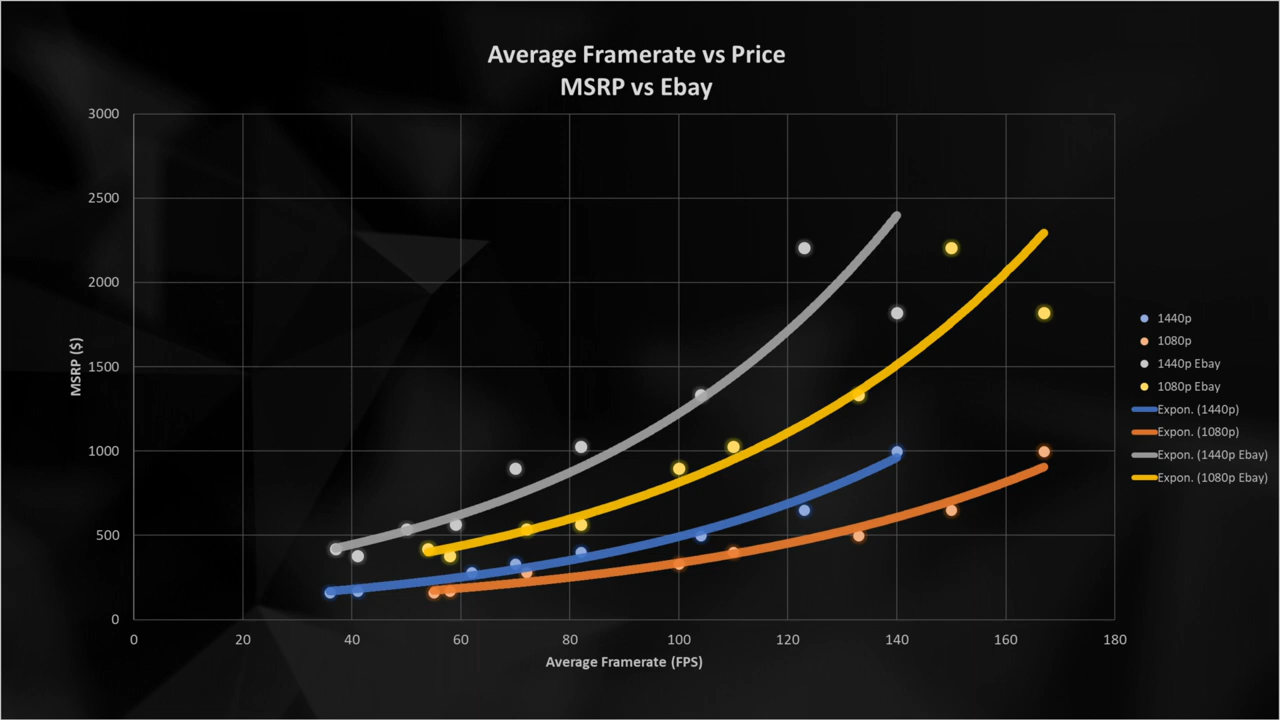 Average Framerate vs Price
MSRP vs Ebay
3000
2500
2000
1500
1000
500
0
MSRP ($)
0 20 40 60 80 100 120 140 160 180
Average Framerate (FPS)
1440p
1080p
1440p Ebay
1080p Ebay
Expon. (1440p)
Expon. (1080p)
Expon. (1440p Ebay)
Expon. (1080p Ebay)